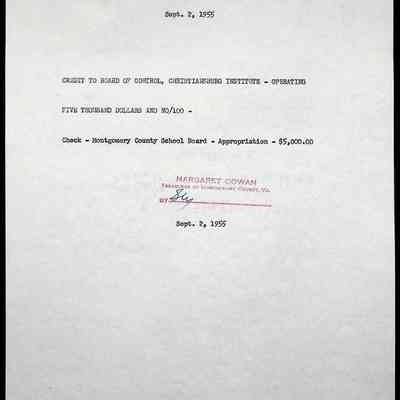 Sept. 2, 1955
CREDIT TO BOARD OF CONTROL, CHRISTIANSBURG INSTITUTE - OPERATING
FIVE THOUSAND DOLLARS AND NO/100 -
Check - Montgomery County School Board - Appropriation - $5,000.00
MARGARET COWAN
TREASURER OF MONTGOMERY COUNTY, VA.
BY
Sept. 2, 1955